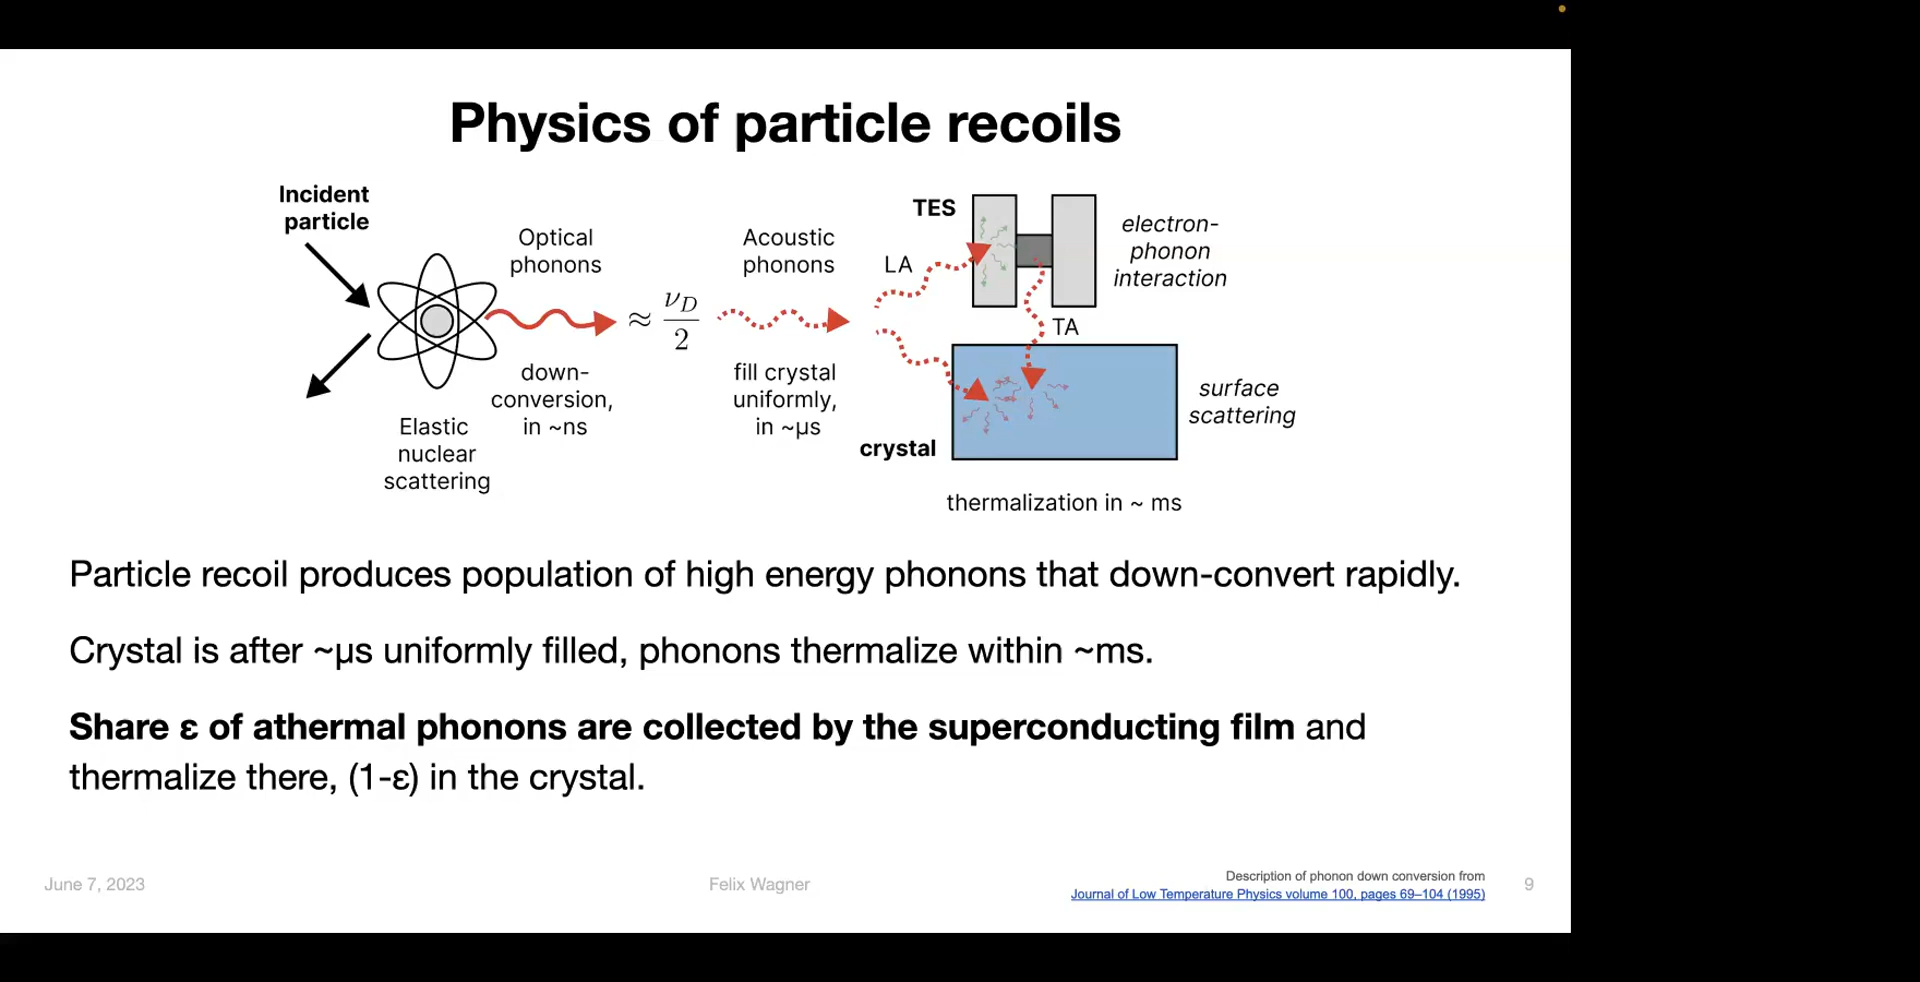 Physics of particle recoils
Incident
particle
Optical
phonons
Acoustic
phonons
TES
electron-
phonon
interaction
LA
≈ ν_D/2
TA
down-
conversion,
in ~ns
fill crystal
uniformly,
in ~μs
surface
scattering
Elastic
nuclear
scattering
crystal
thermalization in ~ ms
Particle recoil produces population of high energy phonons that down-convert rapidly.
Crystal is after ~μs uniformly filled, phonons thermalize within ~ms.
Share ε of athermal phonons are collected by the superconducting film and
thermalize there, (1-ε) in the crystal.
June 7, 2023
Felix Wagner
Description of phonon down conversion from
Journal of Low Temperature Physics volume 100, pages 69–104 (1995)
9